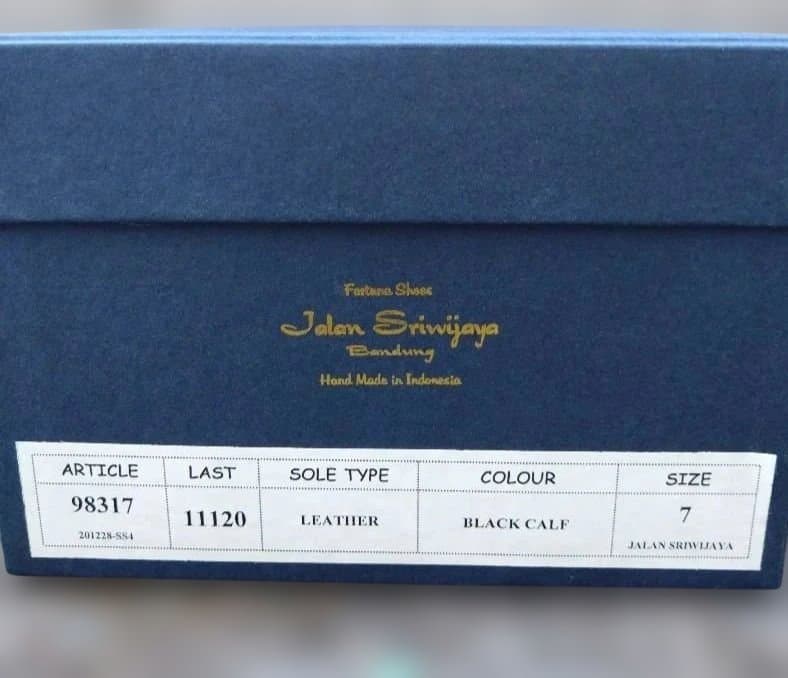 Fortuna Shoes
Jalan Sriwijaya
Bandung
Hand Made in Indonesia
ARTICLE LAST SOLE TYPE COLOUR SIZE
98317 11120 LEATHER BLACK CALF 7
201228-SS4 JALAN SRIWIJAYA